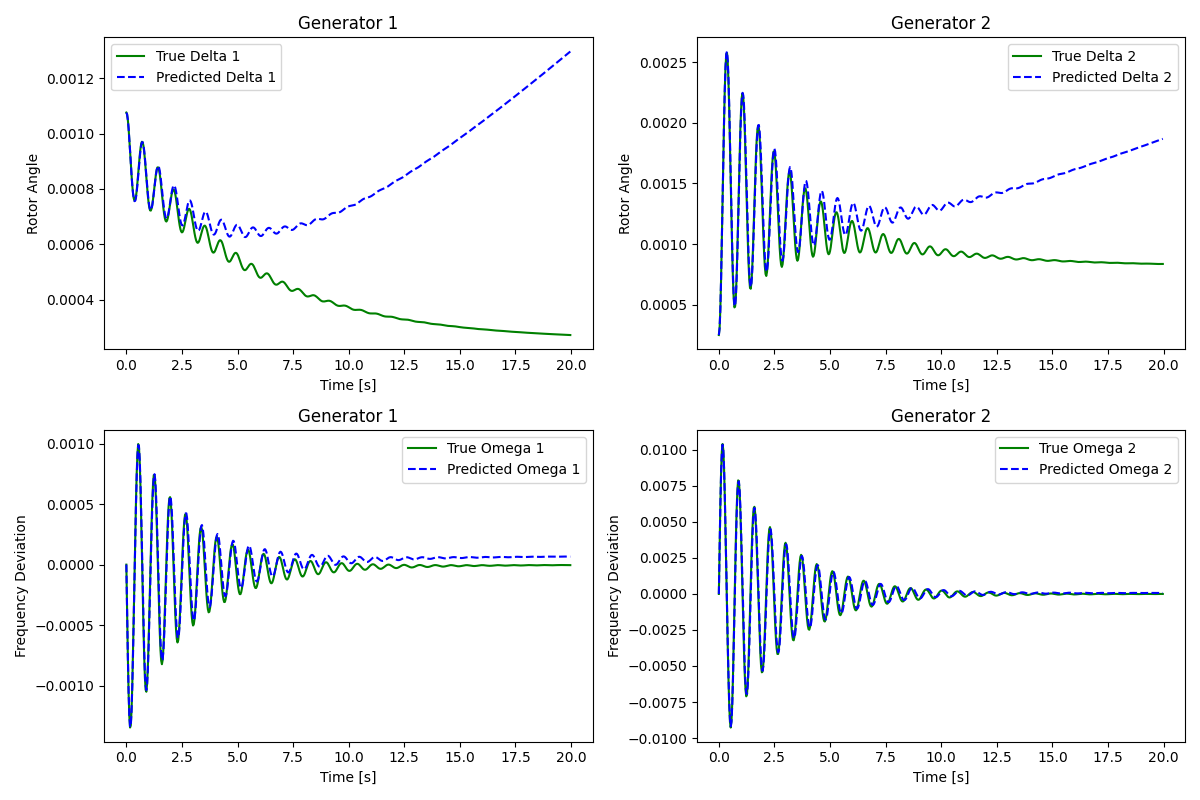 Generator 1
True Delta 1
Predicted Delta 1
Rotor Angle
0.0012
0.0010
0.0008
0.0006
0.0004
0.0 2.5 5.0 7.5 10.0 12.5 15.0 17.5 20.0
Time [s]
Generator 2
True Delta 2
Predicted Delta 2
Rotor Angle
0.0025
0.0020
0.0015
0.0010
0.0005
0.0 2.5 5.0 7.5 10.0 12.5 15.0 17.5 20.0
Time [s]
Generator 1
True Omega 1
Predicted Omega 1
Frequency Deviation
0.0010
0.0005
0.0000
−0.0005
−0.0010
0.0 2.5 5.0 7.5 10.0 12.5 15.0 17.5 20.0
Time [s]
Generator 2
True Omega 2
Predicted Omega 2
Frequency Deviation
0.0100
0.0075
0.0050
0.0025
0.0000
−0.0025
−0.0050
−0.0075
−0.0100
0.0 2.5 5.0 7.5 10.0 12.5 15.0 17.5 20.0
Time [s]